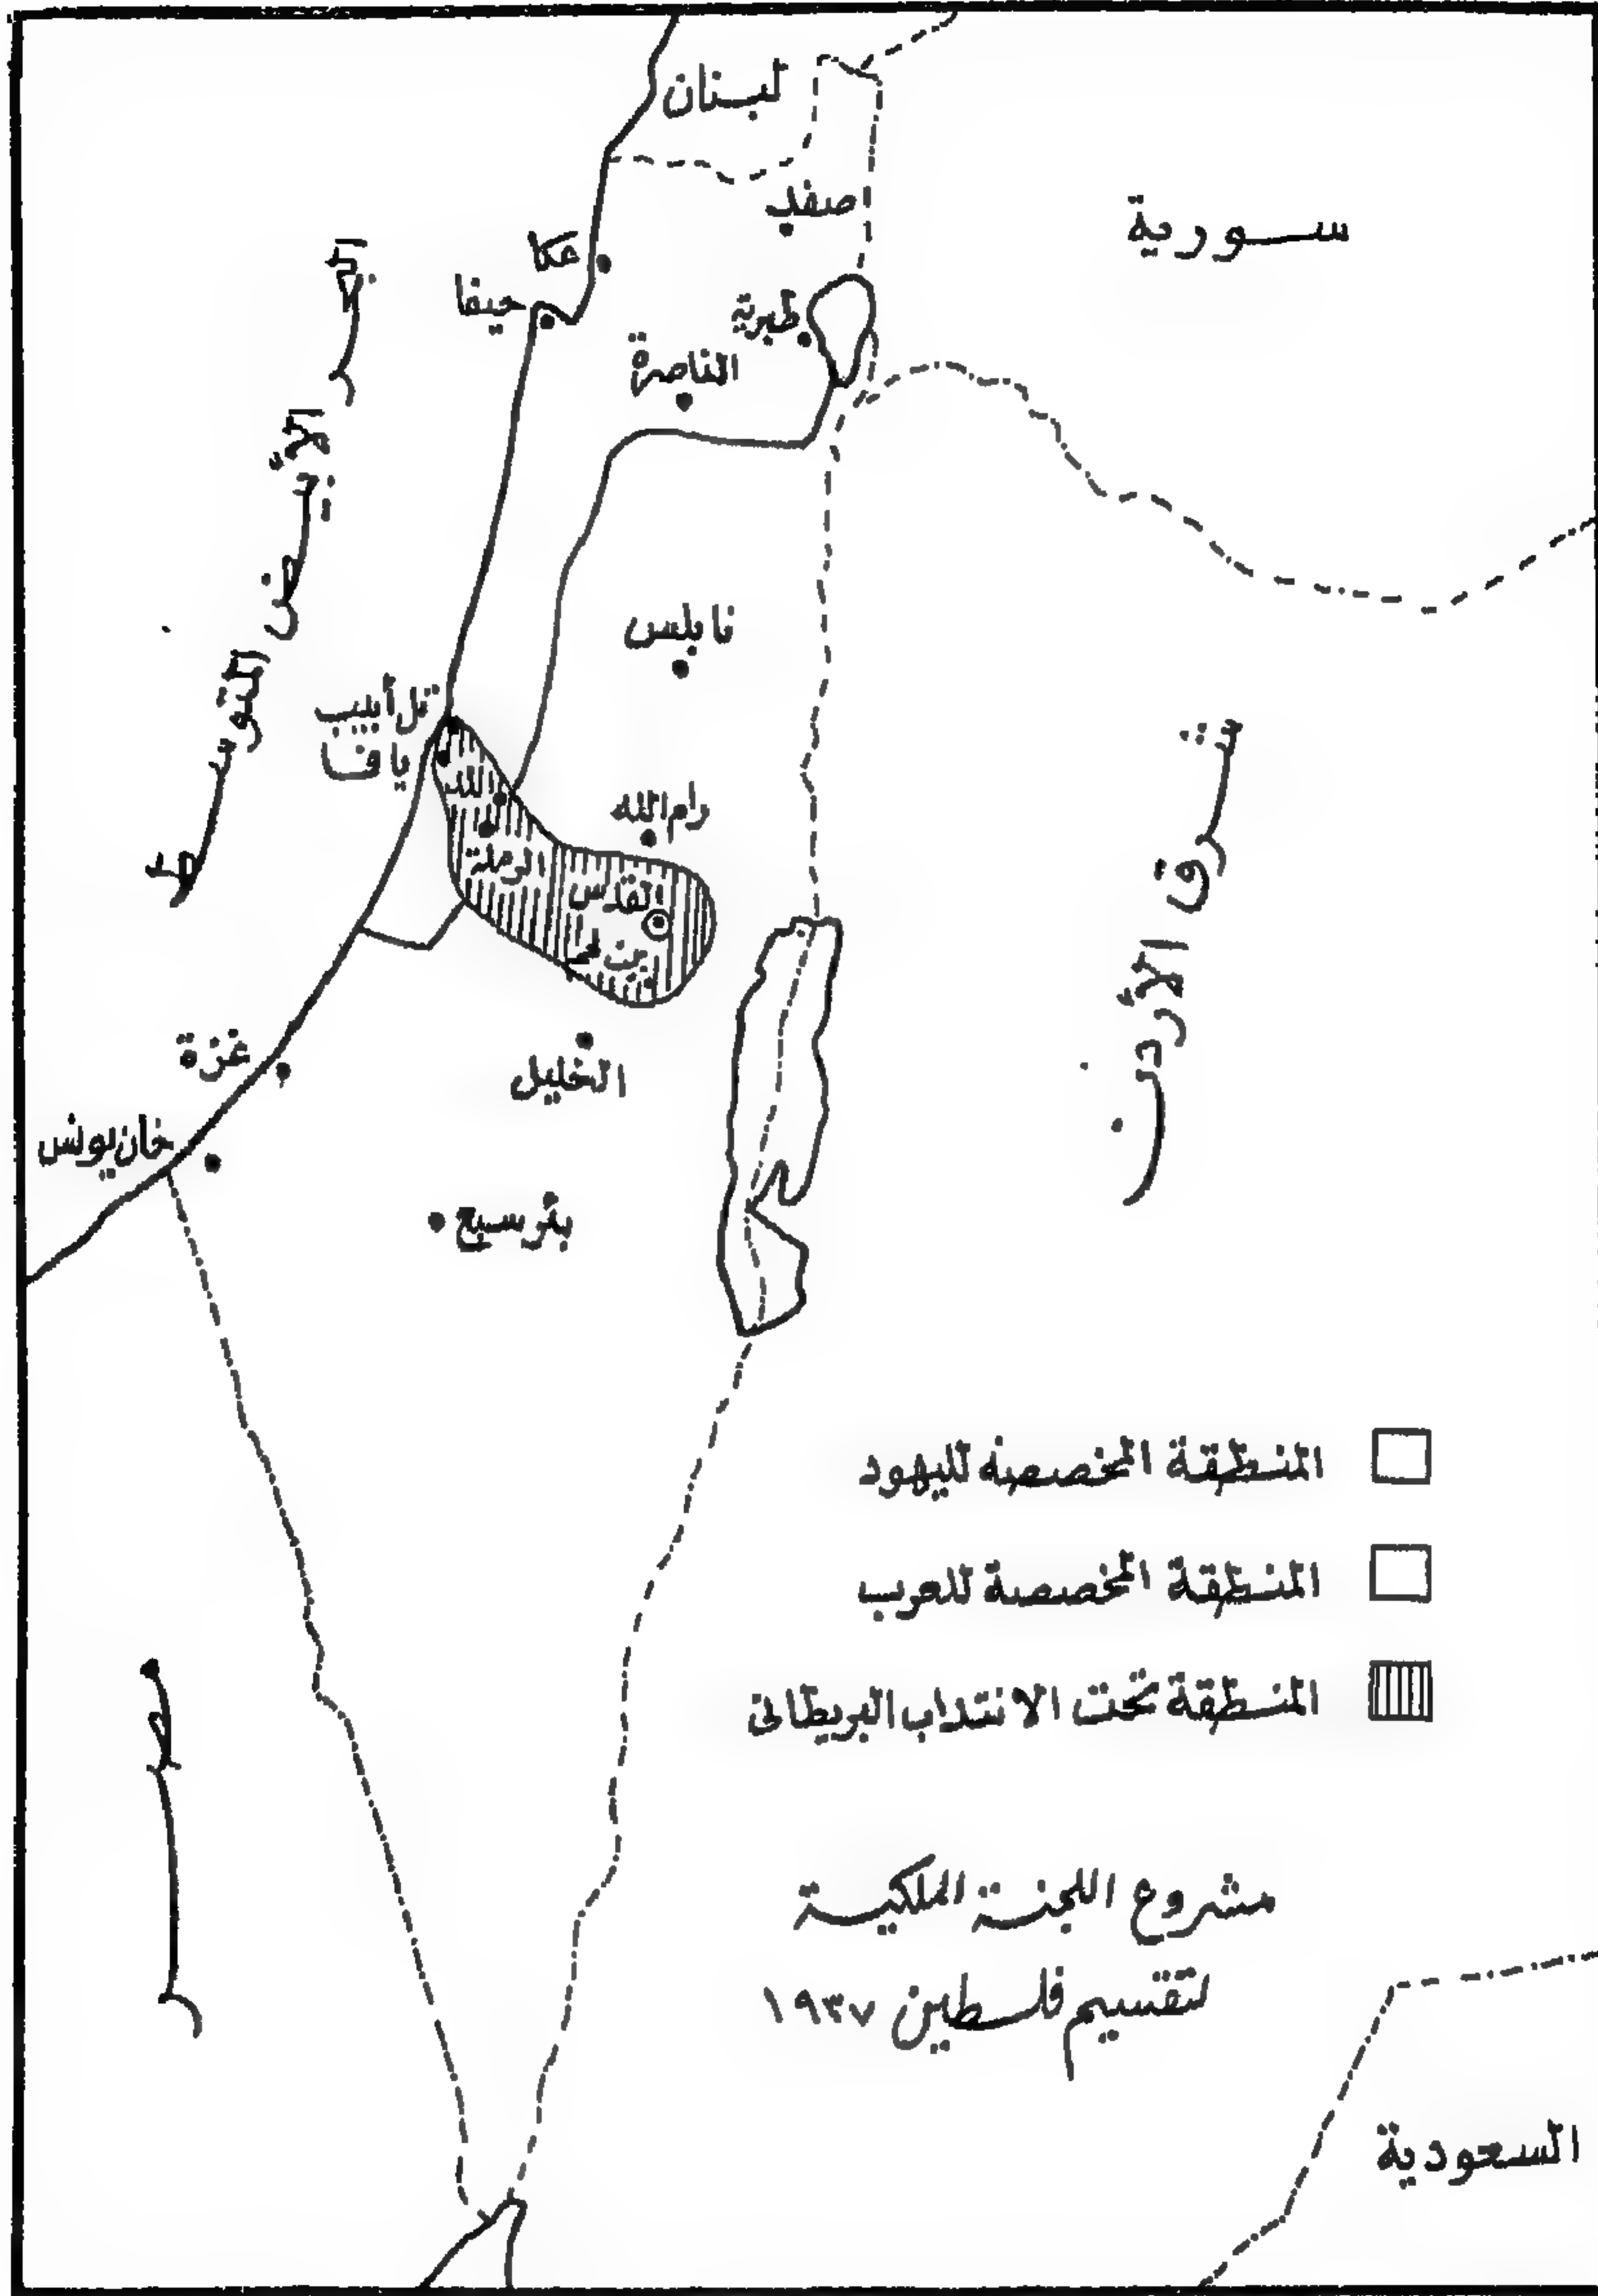 لبنان
صفد
سورية
عكا
حيفا
طبرية
الناصرة
البحر الأبيض المتوسط
نابلس
تل أبيب
يافا
اللد
رام الله
الرملة
القدس
بيت لحم
شرق الأردن
غزة
الخليل
خان يونس
بئر سبع
المنطقة المخصصة لليهود
المنطقة المخصصة للعرب
المنطقة تحت الانتداب البريطانى
مصر
مشروع اللجنة الملكية
لتقسيم فلسطين ١٩٣٧
السعودية